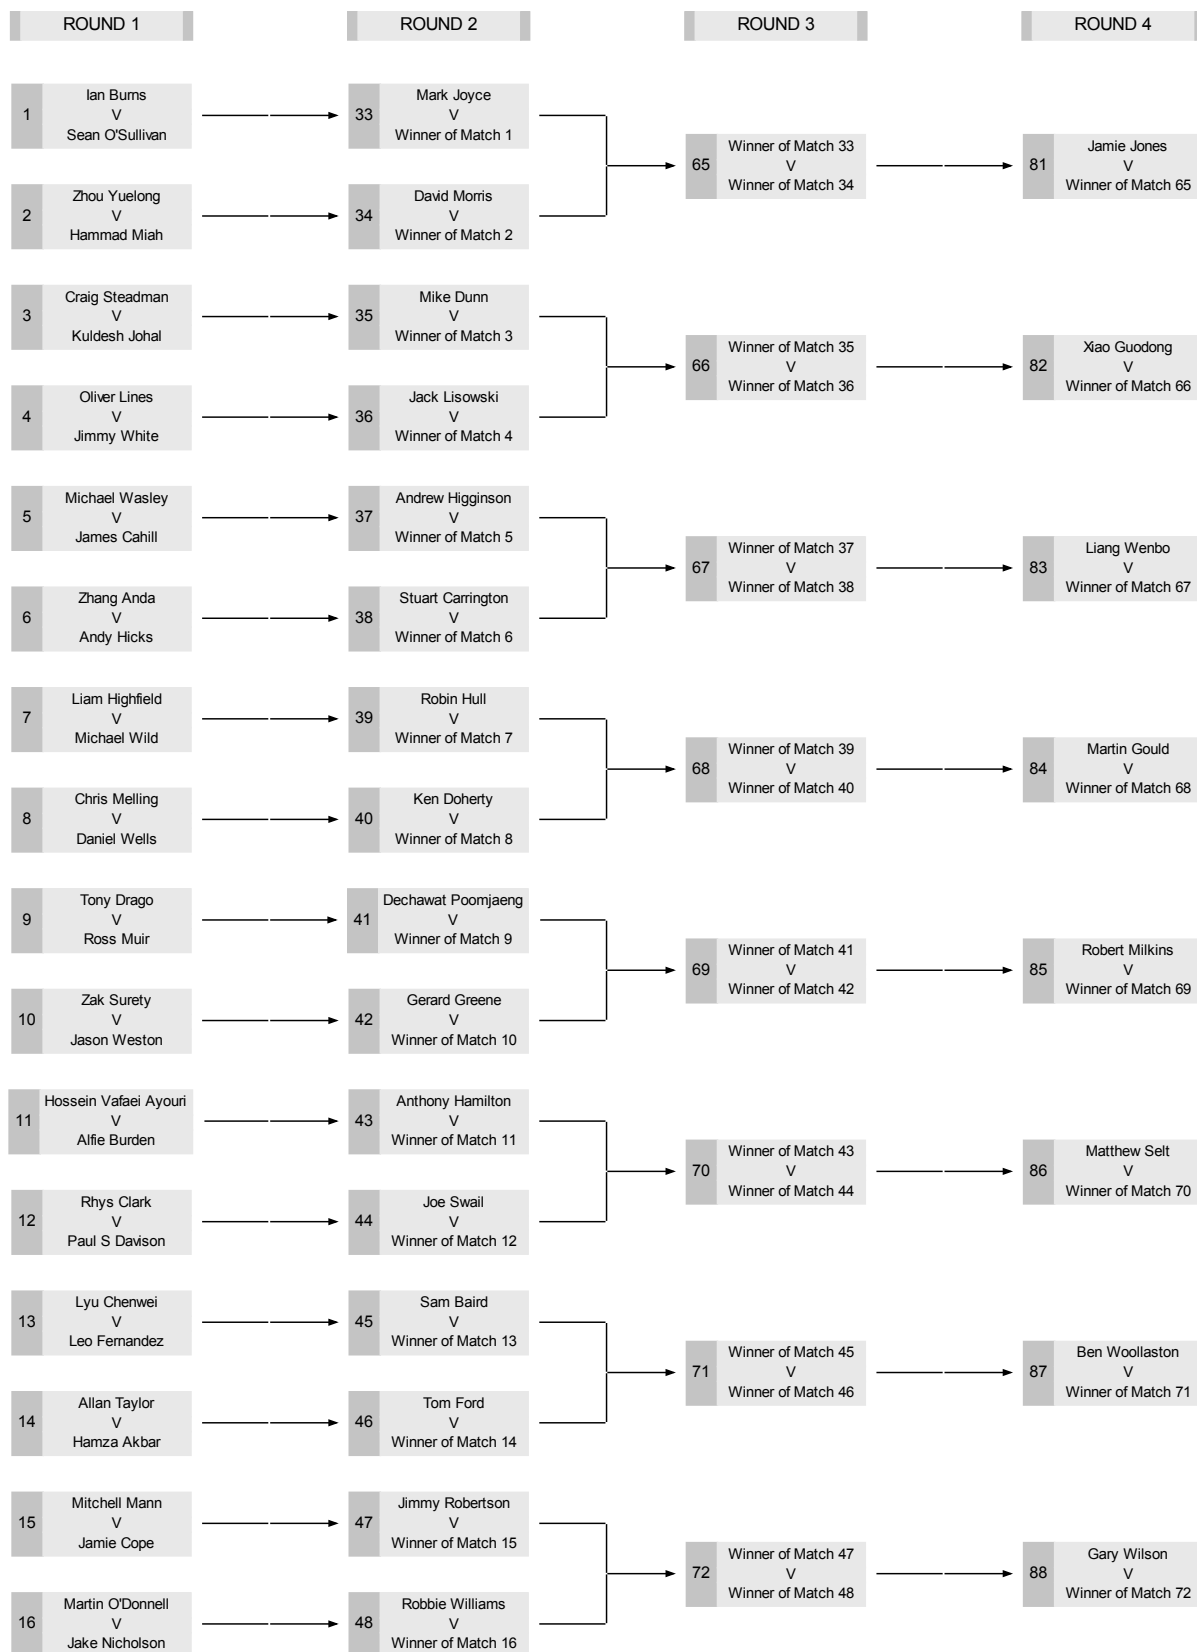 ROUND 1
ROUND 2
ROUND 3
ROUND 4
1
Ian Burns
V
Sean O'Sullivan
2
Zhou Yuelong
V
Hammad Miah
3
Craig Steadman
V
Kuldesh Johal
4
Oliver Lines
V
Jimmy White
5
Michael Wasley
V
James Cahill
6
Zhang Anda
V
Andy Hicks
7
Liam Highfield
V
Michael Wild
8
Chris Melling
V
Daniel Wells
9
Tony Drago
V
Ross Muir
10
Zak Surety
V
Jason Weston
11
Hossein Vafaei Ayouri
V
Alfie Burden
12
Rhys Clark
V
Paul S Davison
13
Lyu Chenwei
V
Leo Fernandez
14
Allan Taylor
V
Hamza Akbar
15
Mitchell Mann
V
Jamie Cope
16
Martin O'Donnell
V
Jake Nicholson
33
Mark Joyce
V
Winner of Match 1
34
David Morris
V
Winner of Match 2
35
Mike Dunn
V
Winner of Match 3
36
Jack Lisowski
V
Winner of Match 4
37
Andrew Higginson
V
Winner of Match 5
38
Stuart Carrington
V
Winner of Match 6
39
Robin Hull
V
Winner of Match 7
40
Ken Doherty
V
Winner of Match 8
41
Dechawat Poomjaeng
V
Winner of Match 9
42
Gerard Greene
V
Winner of Match 10
43
Anthony Hamilton
V
Winner of Match 11
44
Joe Swail
V
Winner of Match 12
45
Sam Baird
V
Winner of Match 13
46
Tom Ford
V
Winner of Match 14
47
Jimmy Robertson
V
Winner of Match 15
48
Robbie Williams
V
Winner of Match 16
65
Winner of Match 33
V
Winner of Match 34
66
Winner of Match 35
V
Winner of Match 36
67
Winner of Match 37
V
Winner of Match 38
68
Winner of Match 39
V
Winner of Match 40
69
Winner of Match 41
V
Winner of Match 42
70
Winner of Match 43
V
Winner of Match 44
71
Winner of Match 45
V
Winner of Match 46
72
Winner of Match 47
V
Winner of Match 48
81
Jamie Jones
V
Winner of Match 65
82
Xiao Guodong
V
Winner of Match 66
83
Liang Wenbo
V
Winner of Match 67
84
Martin Gould
V
Winner of Match 68
85
Robert Milkins
V
Winner of Match 69
86
Matthew Selt
V
Winner of Match 70
87
Ben Woollaston
V
Winner of Match 71
88
Gary Wilson
V
Winner of Match 72